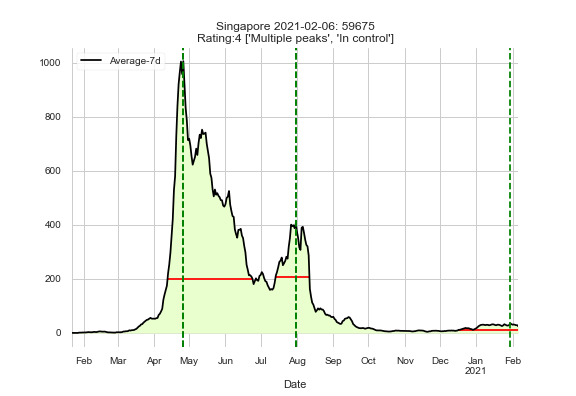 Singapore 2021-02-06: 59675
Rating:4 ['Multiple peaks', 'In control']
Average-7d
1000
800
600
400
200
0
Feb Mar Apr May Jun Jul Aug Sep Oct Nov Dec Jan Feb
2021
Date